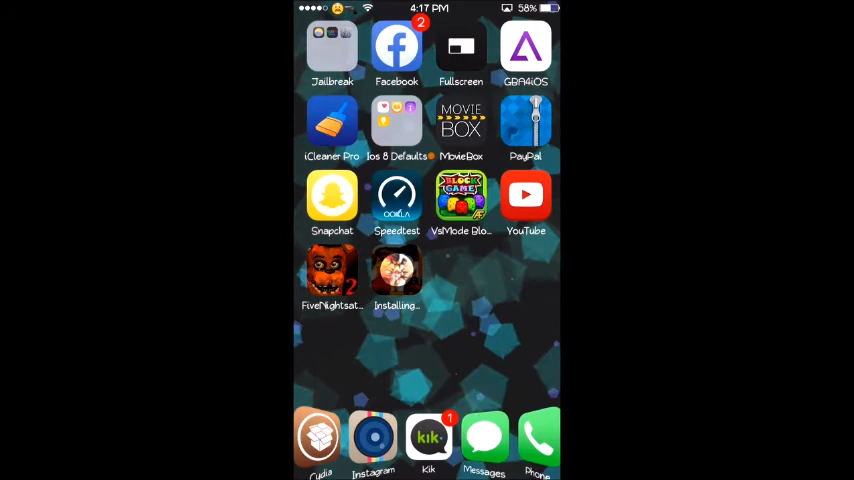 4:17 PM
58%
2
Jailbreak
Facebook
Fullscreen
GBA4iOS
MOVIE
BOX
iCleaner Pro
Ios 8 Defaults
MovieBox
PayPal
BLOCK
GAME
OOKLA
Snapchat
Speedtest
VsMode Blo...
YouTube
2
FiveNightsat...
Installing...
1
kik
Cydia
Instagram
Kik
Messages
Phone